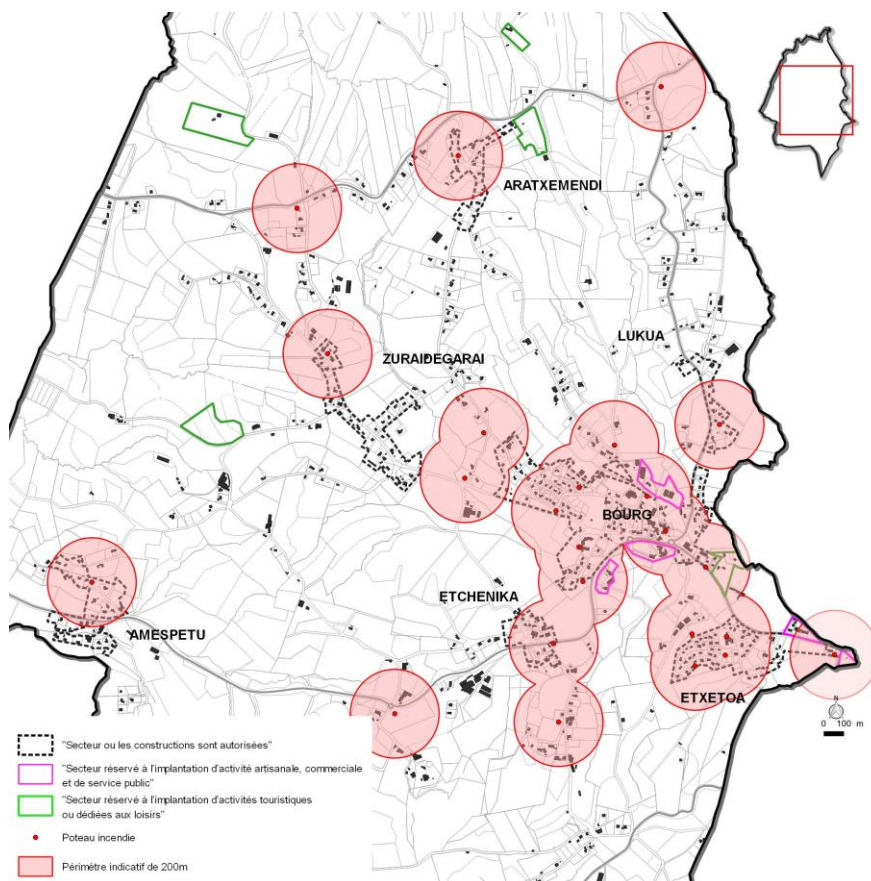 ARATXEMENDI
LUKUA
ZURAIDEGARAI
BOURG
ETCHENIKA
AMESPETU
ETXETOA
N
0 100 m
"Secteur ou les constructions sont autorisées"
"Secteur réservé à l'implantation d'activité artisanale, commerciale
et de service public"
"Secteur réservé à l'implantation d'activités touristiques
ou dédiées aux loisirs"
Poteau incendie
Périmètre indicatif de 200m